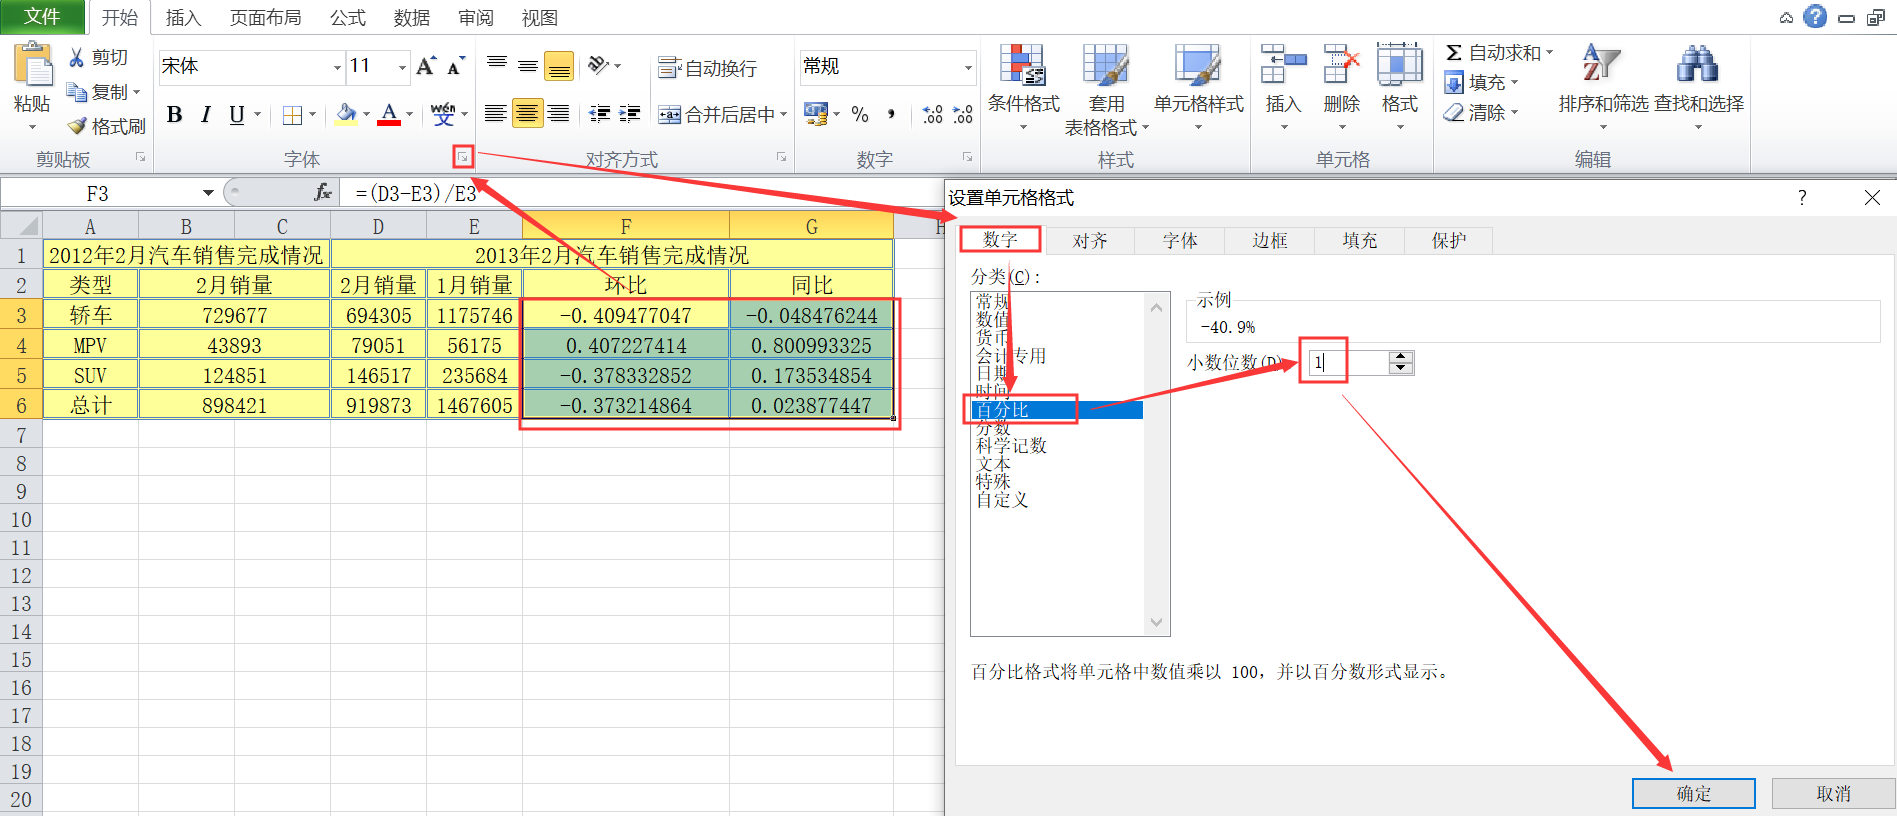 文件 开始 插入 页面布局 公式 数据 审阅 视图
粘贴 剪切 复制 格式刷 剪贴板
宋体 11 A A
B I U A wén 文 字体
自动换行 合并后居中 对齐方式
常规 % , .0 .00 .00 .0 数字
条件格式 套用表格格式 单元格样式 样式
插入 删除 格式 单元格
Σ 自动求和 填充 清除 排序和筛选 查找和选择 编辑
F3 fx =(D3-E3)/E3
A B C D E F G H
1 2012年2月汽车销售完成情况 2013年2月汽车销售完成情况
2 类型 2月销量 2月销量 1月销量 环比 同比
3 轿车 729677 694305 1175746 -0.409477047 -0.048476244
4 MPV 43893 79051 56175 0.407227414 0.800993325
5 SUV 124851 146517 235684 -0.378332852 0.173534854
6 总计 898421 919873 1467605 -0.373214864 0.023877447
7
8
9
10
11
12
13
14
15
16
17
18
19
20
设置单元格格式 ?
数字 对齐 字体 边框 填充 保护
分类(C):
常规
数值
货币
会计专用
日期
时间
百分比
分数
科学记数
文本
特殊
自定义
示例
-40.9%
小数位数(D) 1
百分比格式将单元格中数值乘以 100，并以百分数形式显示。
确定 取消